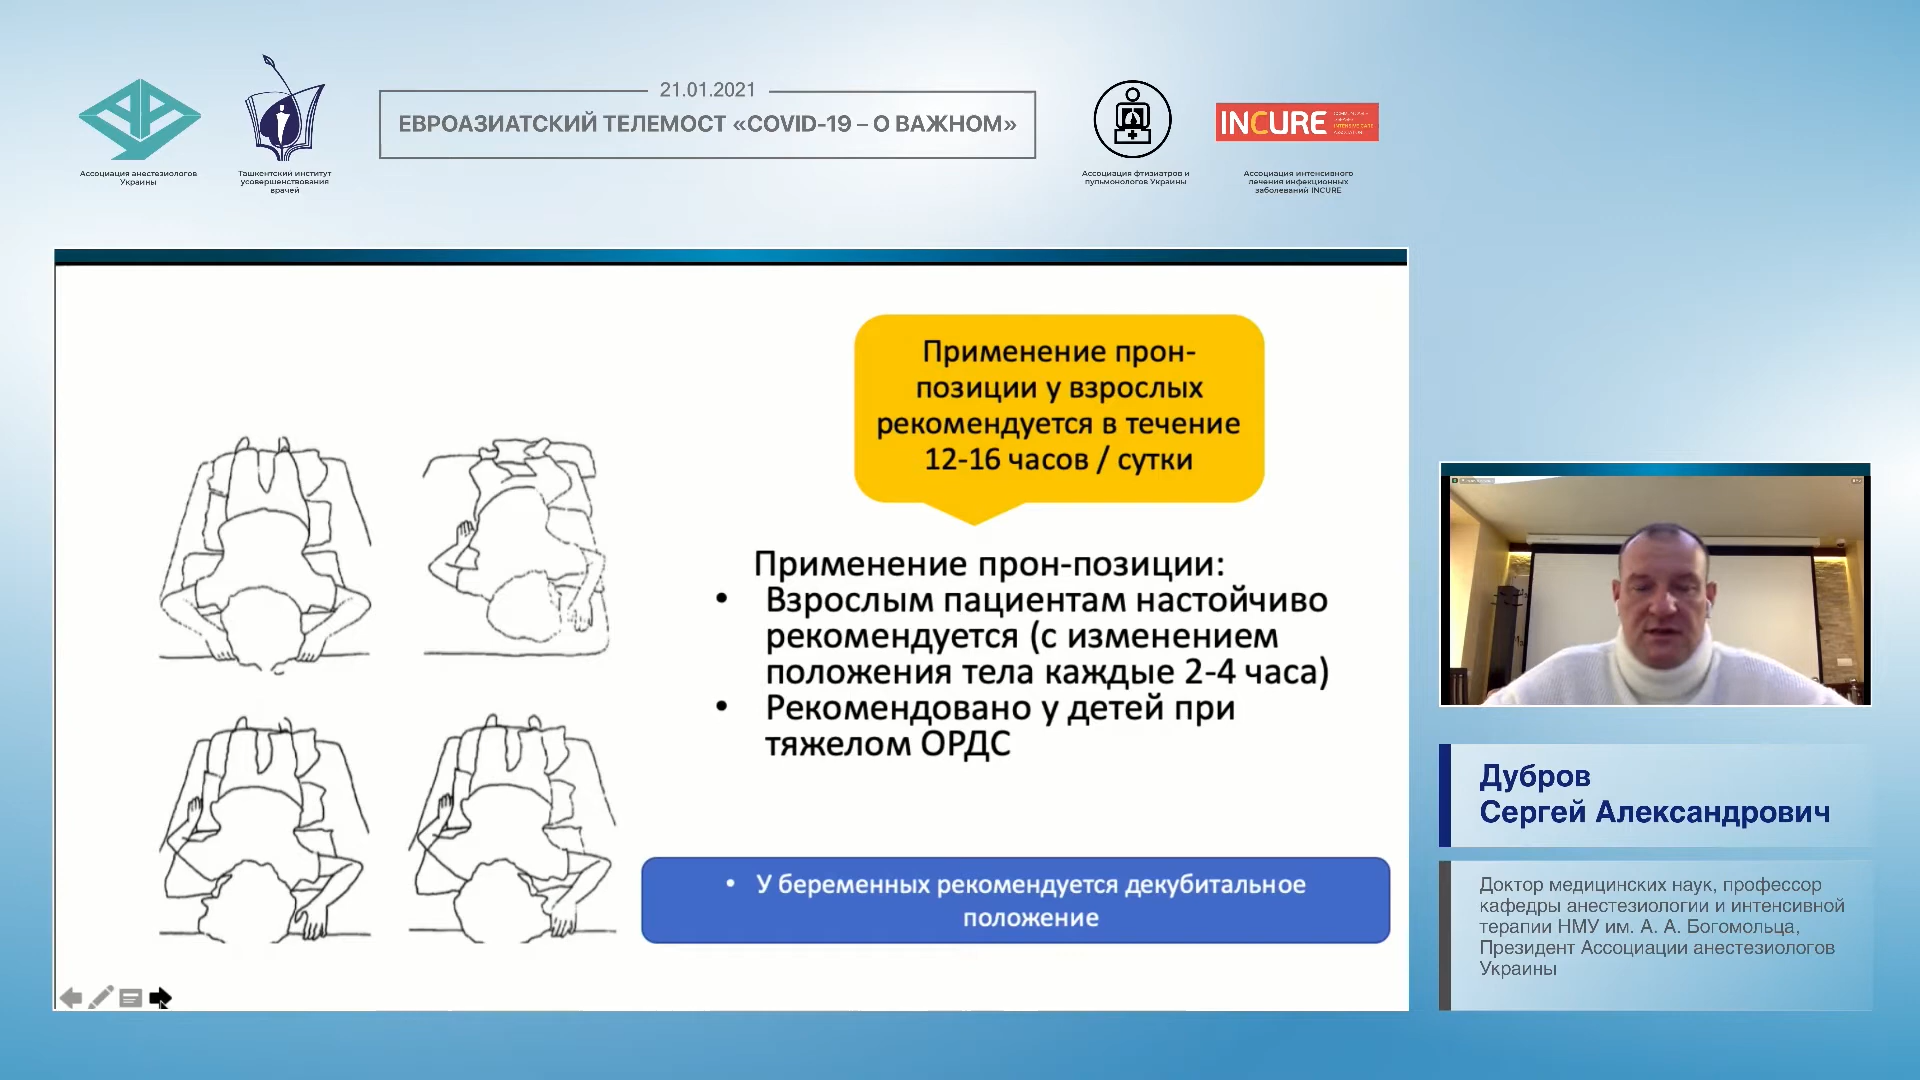 21.01.2021
ЕВРОАЗИАТСКИЙ ТЕЛЕМОСТ «COVID-19 – О ВАЖНОМ»
Ассоциация анестезиологов
Украины
Ташкентский институт
усовершенствования
врачей
Ассоциация фтизиатров и
пульмонологов Украины
INCURE
Ассоциация интенсивного
лечения инфекционных
заболеваний INCURE
Применение прон-
позиции у взрослых
рекомендуется в течение
12-16 часов / сутки
Применение прон-позиции:
• Взрослым пациентам настойчиво
рекомендуется (с изменением
положения тела каждые 2-4 часа)
• Рекомендовано у детей при
тяжелом ОРДС
• У беременных рекомендуется декубитальное
положение
Дубров
Сергей Александрович
Доктор медицинских наук, профессор
кафедры анестезиологии и интенсивной
терапии НМУ им. А. А. Богомольца,
Президент Ассоциации анестезиологов
Украины